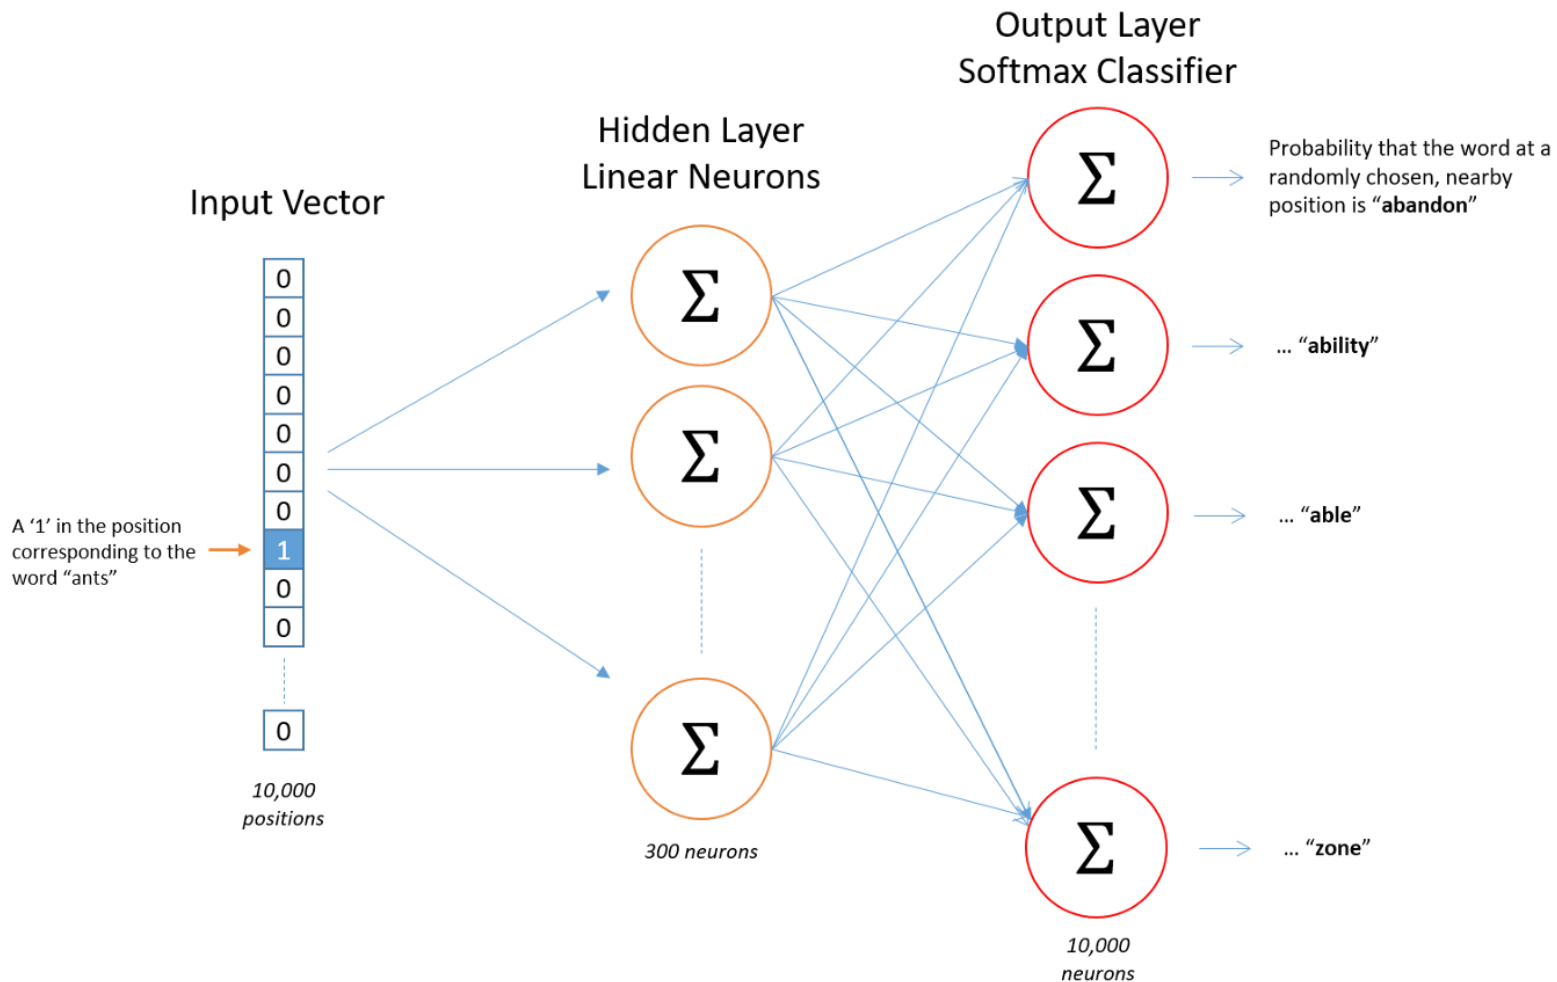 Output Layer
Softmax Classifier
Hidden Layer
Linear Neurons
Input Vector
Σ
Probability that the word at a
randomly chosen, nearby
position is “abandon”
0
0
0
0
0
0
0
1
0
0
0
A ‘1’ in the position
corresponding to the
word “ants”
10,000
positions
Σ
Σ
Σ
300 neurons
Σ
... “ability”
Σ
... “able”
Σ
... “zone”
10,000
neurons